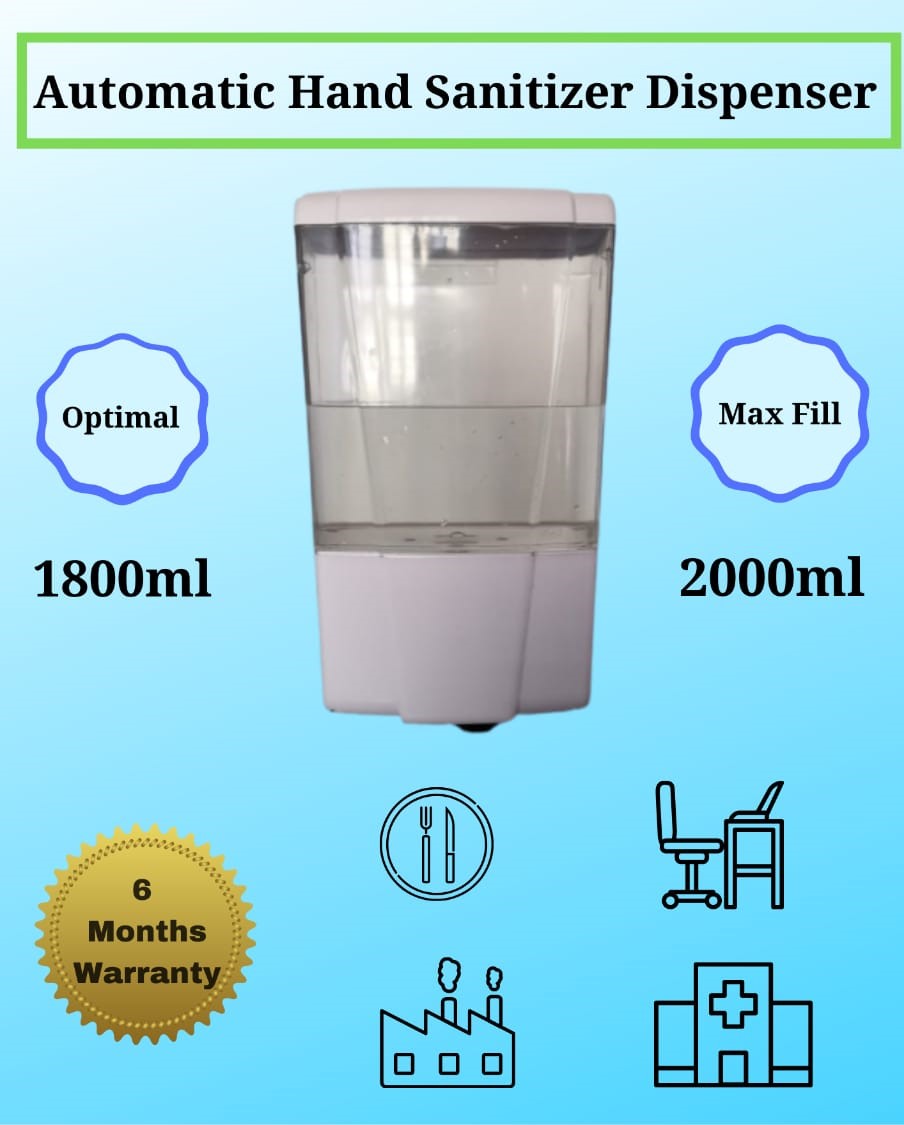 Automatic Hand Sanitizer Dispenser
Optimal
Max Fill
1800ml
2000ml
6
Months
Warranty